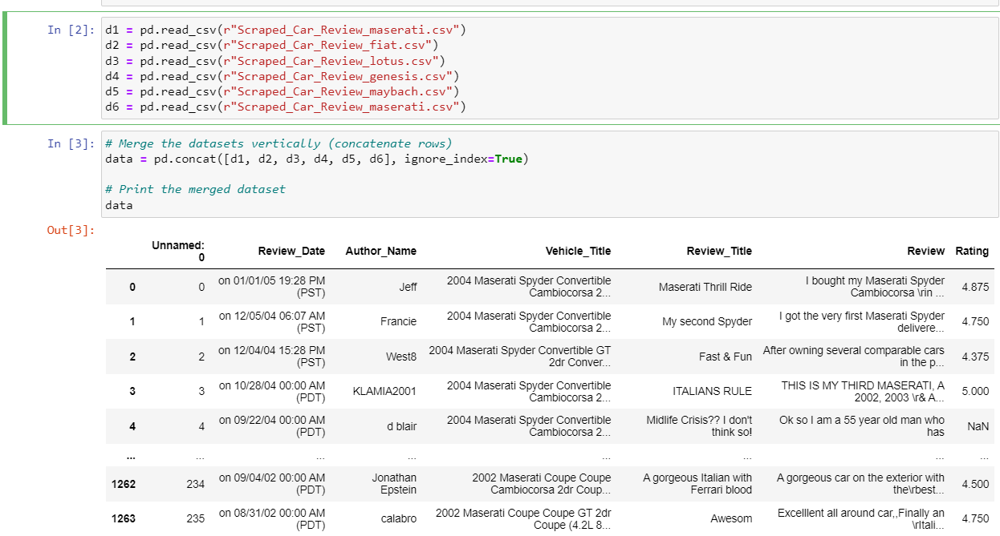 In [2]:
d1 = pd.read_csv(r"Scraped_Car_Review_maserati.csv")
d2 = pd.read_csv(r"Scraped_Car_Review_fiat.csv")
d3 = pd.read_csv(r"Scraped_Car_Review_lotus.csv")
d4 = pd.read_csv(r"Scraped_Car_Review_genesis.csv")
d5 = pd.read_csv(r"Scraped_Car_Review_maybach.csv")
d6 = pd.read_csv(r"Scraped_Car_Review_maserati.csv")
In [3]:
# Merge the datasets vertically (concatenate rows)
data = pd.concat([d1, d2, d3, d4, d5, d6], ignore_index=True)
# Print the merged dataset
data
Out[3]:
Unnamed: 0 Review_Date Author_Name Vehicle_Title Review_Title Review Rating
0 0 on 01/01/05 19:28 PM (PST) Jeff 2004 Maserati Spyder Convertible Cambiocorsa 2... Maserati Thrill Ride I bought my Maserati Spyder Cambiocorsa \rin ... 4.875
1 1 on 12/05/04 06:07 AM (PST) Francie 2004 Maserati Spyder Convertible Cambiocorsa 2... My second Spyder I got the very first Maserati Spyder delivere... 4.750
2 2 on 12/04/04 15:28 PM (PST) West8 2004 Maserati Spyder Convertible GT 2dr Conver... Fast & Fun After owning several comparable cars in the p... 4.375
3 3 on 10/28/04 00:00 AM (PDT) KLAMIA2001 2004 Maserati Spyder Convertible Cambiocorsa 2... ITALIANS RULE THIS IS MY THIRD MASERATI, A 2002, 2003 \r& A... 5.000
4 4 on 09/22/04 00:00 AM (PDT) d blair 2004 Maserati Spyder Convertible Cambiocorsa 2... Midlife Crisis?? I don't think so! Ok so I am a 55 year old man who has NaN
... ... ... ... ... ... ... ...
1262 234 on 09/04/02 00:00 AM (PDT) Jonathan Epstein 2002 Maserati Coupe Coupe Cambiocorsa 2dr Coup... A gorgeous Italian with Ferrari blood A gorgeous car on the exterior with the\rbest... 4.500
1263 235 on 08/31/02 00:00 AM (PDT) calabro 2002 Maserati Coupe Coupe GT 2dr Coupe (4.2L 8... Awesom Excelllent all around car,,Finally an \rItali... 4.750